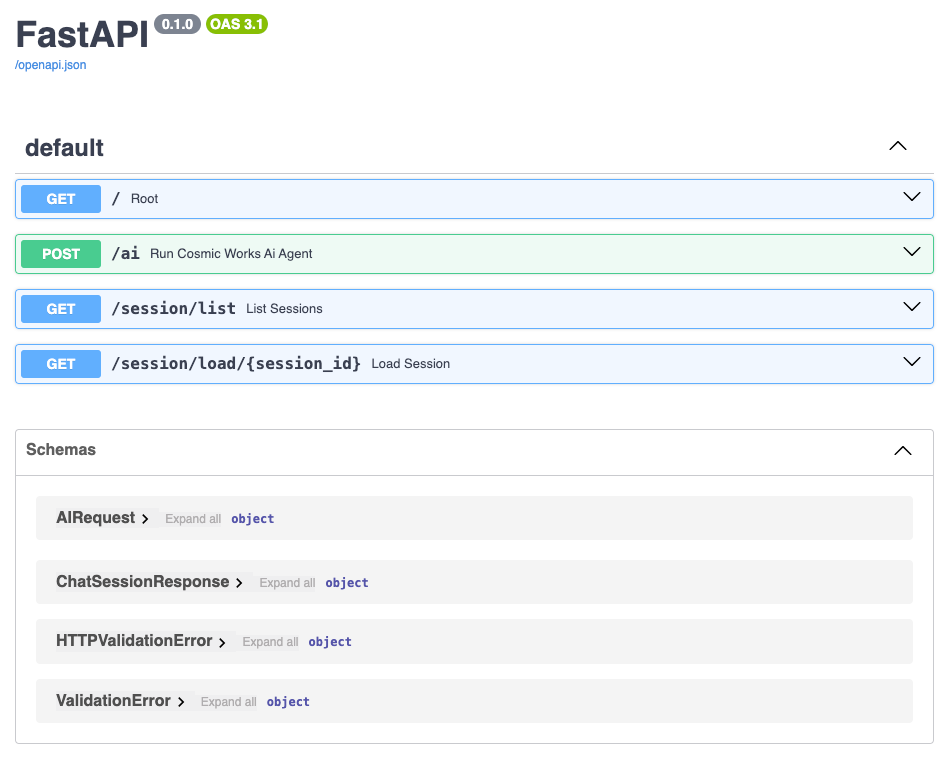 FastAPI 0.1.0 OAS 3.1
/openapi.json
default
GET / Root
POST /ai Run Cosmic Works Ai Agent
GET /session/list List Sessions
GET /session/load/{session_id} Load Session
Schemas
AIRequest Expand all object
ChatSessionResponse Expand all object
HTTPValidationError Expand all object
ValidationError Expand all object